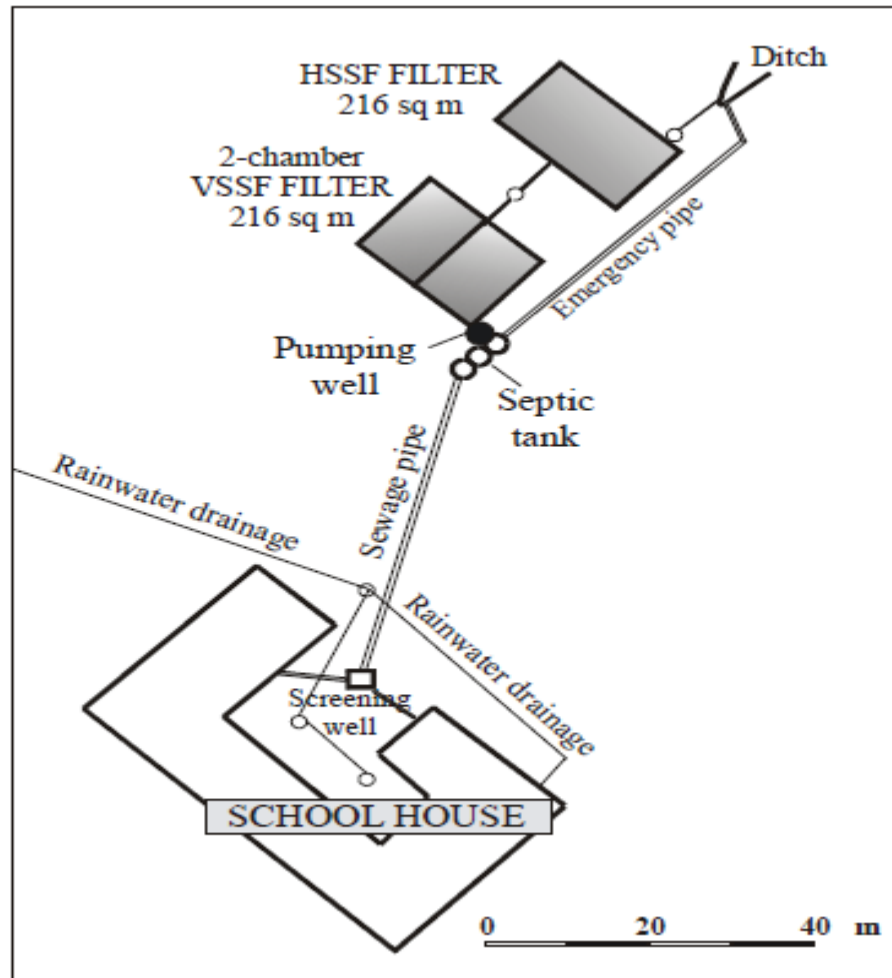 Ditch
HSSF FILTER
216 sq m
2-chamber
VSSF FILTER
216 sq m
Emergency pipe
Pumping
well
Septic
tank
Sewage pipe
Rainwater drainage
Rainwater drainage
Screening
well
SCHOOL HOUSE
0 20 40 m